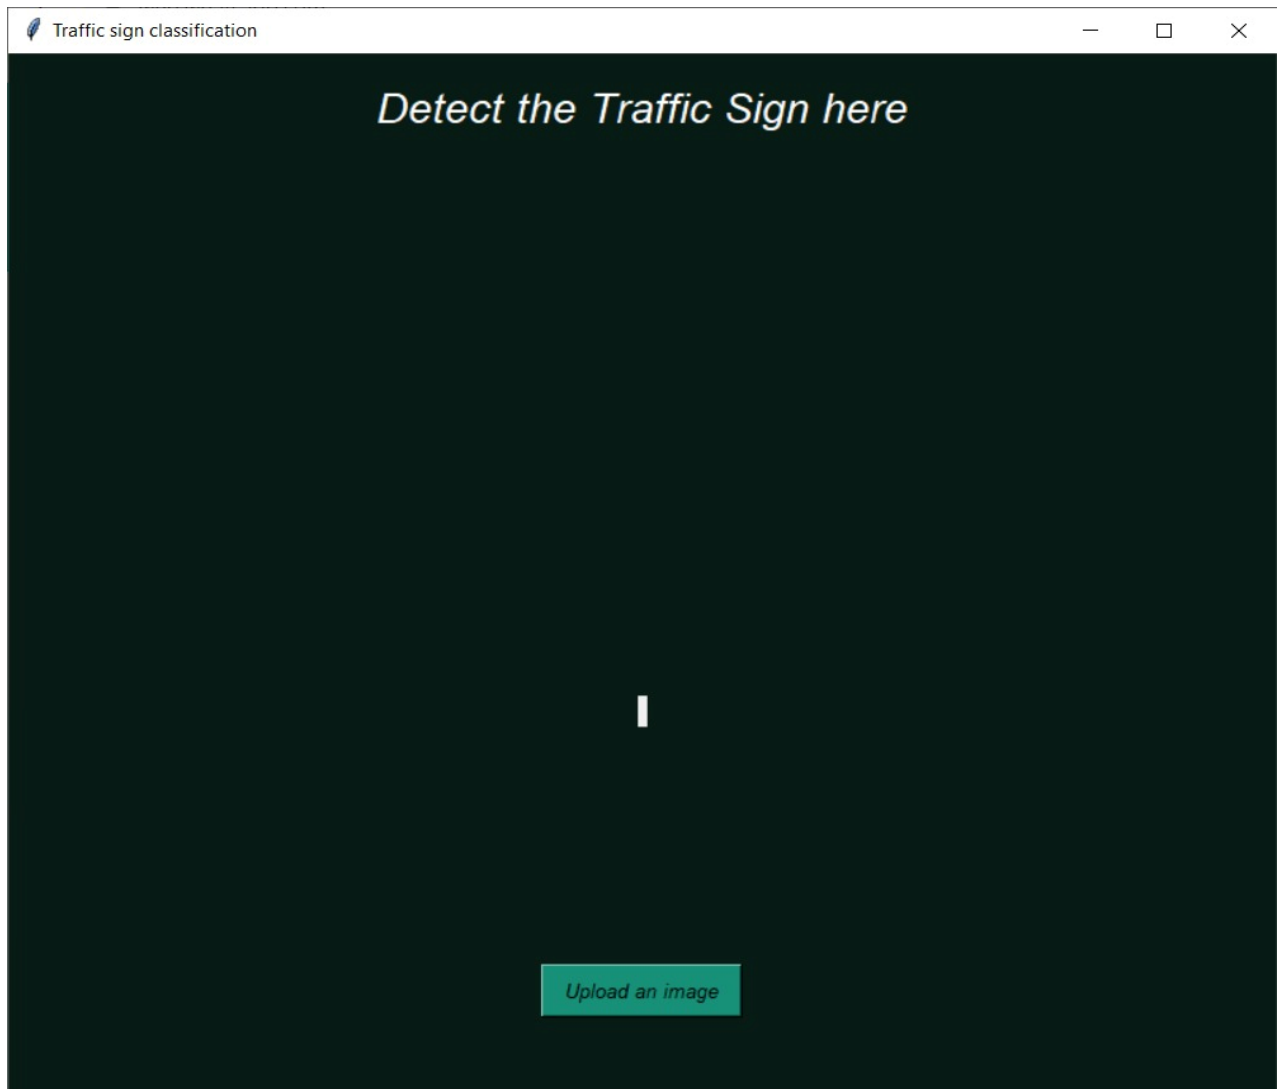 Traffic sign classification
Detect the Traffic Sign here
Upload an image